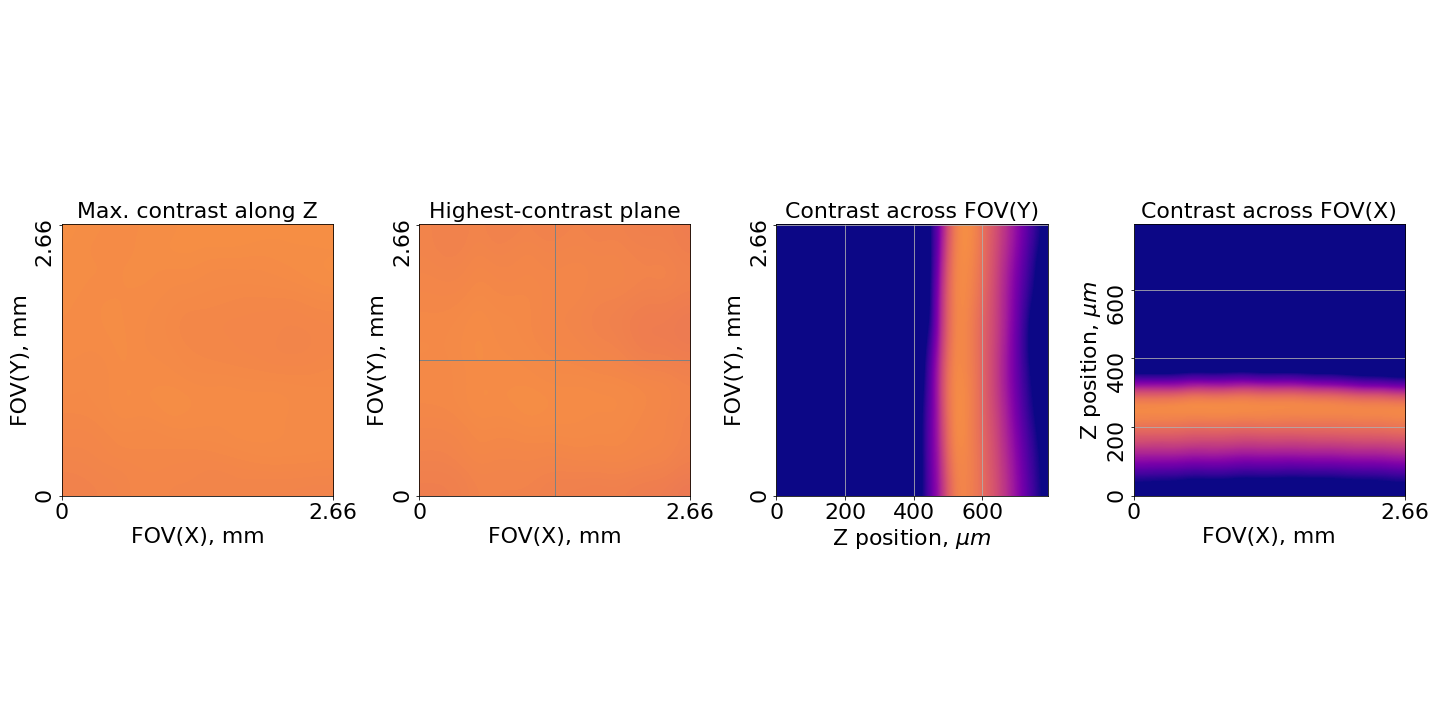 Max. contrast along Z
FOV(Y), mm
2.66
0
0
2.66
FOV(X), mm
Highest-contrast plane
FOV(Y), mm
2.66
0
0
2.66
FOV(X), mm
Contrast across FOV(Y)
FOV(Y), mm
2.66
0
0
200
400
600
Z position, μm
Contrast across FOV(X)
Z position, μm
600
400
200
0
0
2.66
FOV(X), mm